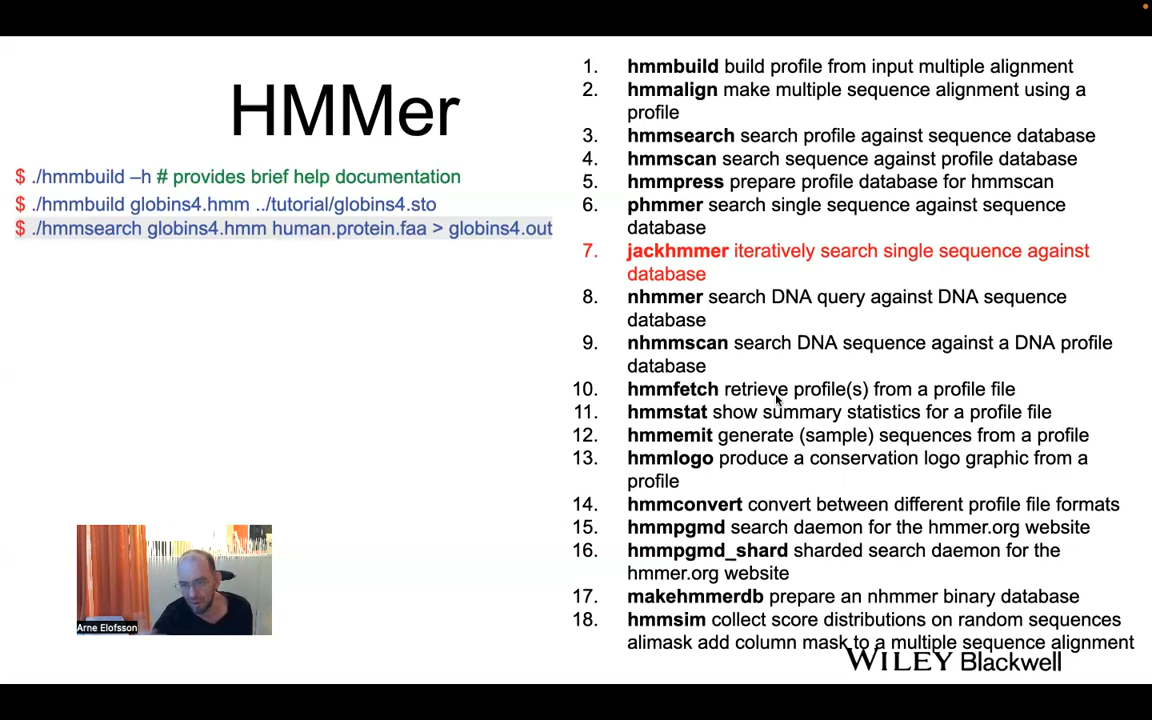 HMMer
$ ./hmmbuild –h # provides brief help documentation
$ ./hmmbuild globins4.hmm ../tutorial/globins4.sto
$ ./hmmsearch globins4.hmm human.protein.faa > globins4.out
1. hmmbuild build profile from input multiple alignment
2. hmmalign make multiple sequence alignment using a
profile
3. hmmsearch search profile against sequence database
4. hmmscan search sequence against profile database
5. hmmpress prepare profile database for hmmscan
6. phmmer search single sequence against sequence
database
7. jackhmmer iteratively search single sequence against
database
8. nhmmer search DNA query against DNA sequence
database
9. nhmmscan search DNA sequence against a DNA profile
database
10. hmmfetch retrieve profile(s) from a profile file
11. hmmstat show summary statistics for a profile file
12. hmmemit generate (sample) sequences from a profile
13. hmmlogo produce a conservation logo graphic from a
profile
14. hmmconvert convert between different profile file formats
15. hmmpgmd search daemon for the hmmer.org website
16. hmmpgmd_shard sharded search daemon for the
hmmer.org website
17. makehmmerdb prepare an nhmmer binary database
18. hmmsim collect score distributions on random sequences
alimask add column mask to a multiple sequence alignment
WILEY Blackwell
Arne Elofsson